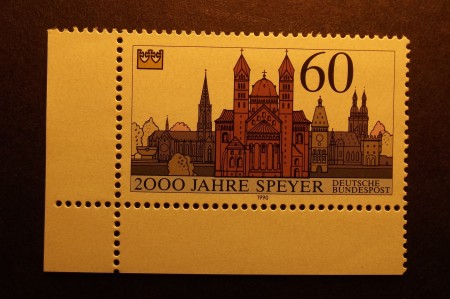 60
2000 JAHRE SPEYER
DEUTSCHE
BUNDESPOST
1990